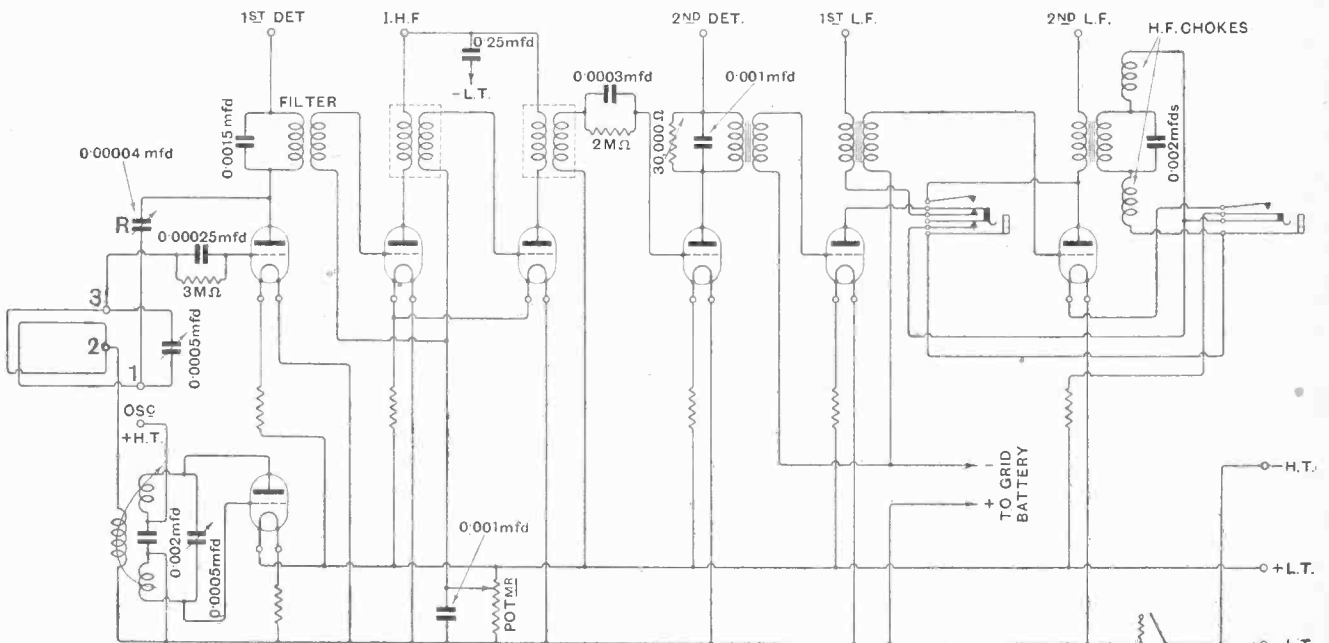 1ST DET
I.H.F
2ND DET.
1ST L.F.
2ND L.F.
H.F. CHOKES
0.25mfd
-L.T.
0.0003mfd
2MΩ
0.001mfd
30,000Ω
FILTER
0.0015mfd
0.002mfds
0.00004 mfd
R
0.00025mfd
3MΩ
3
2
1
0.0005mfd
OSC
+H.T.
0.002mfd
0.0005mfd
0.001mfd
POTMR
-
+
TO GRID
BATTERY
-H.T.
+L.T.